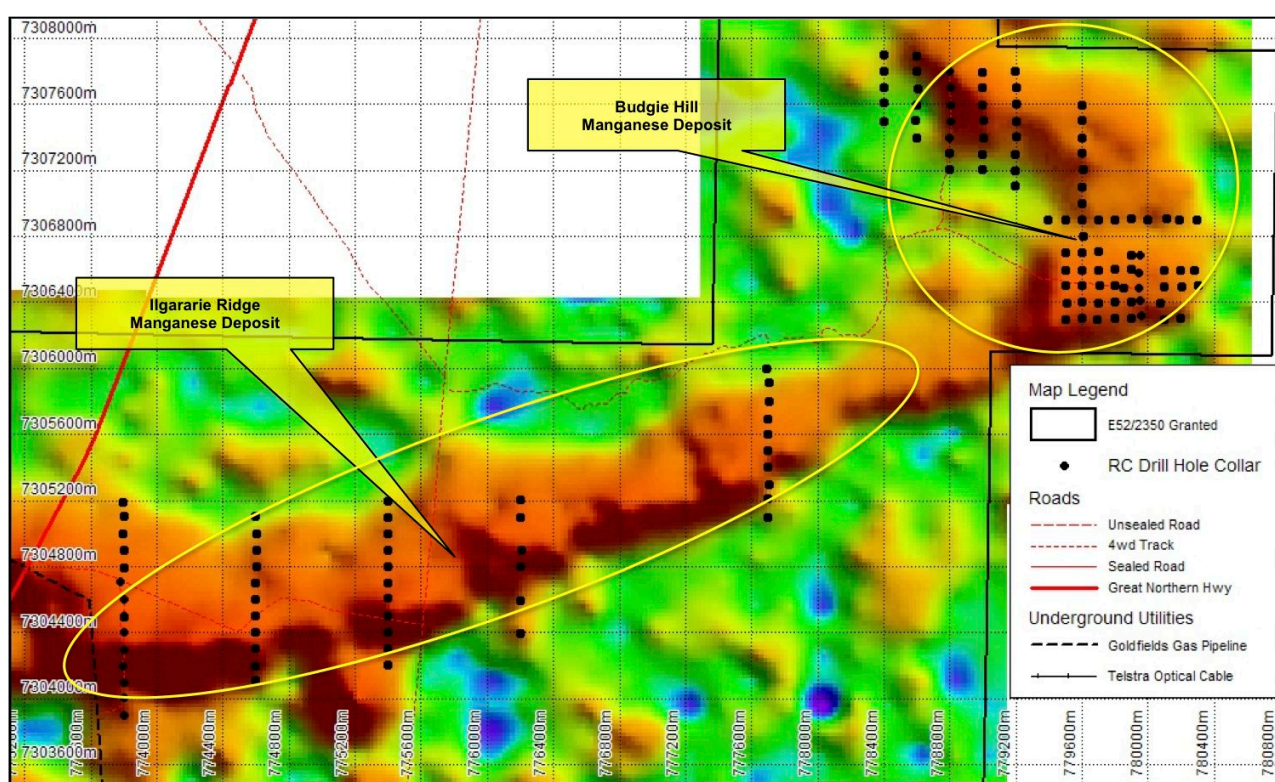 7308000m
7307600m
7307200m
7306800m
7306400m
7306000m
7305600m
7305200m
7304800m
7304400m
7304000m
7303600m
Budgie Hill
Manganese Deposit
Ilgararie Ridge
Manganese Deposit
Map Legend
E52/2350 Granted
RC Drill Hole Collar
Roads
Unsealed Road
4wd Track
Sealed Road
Great Northern Hwy
Underground Utilities
Goldfields Gas Pipeline
Telstra Optical Cable
773600m
774000m
774400m
774800m
775200m
775600m
776000m
776400m
776800m
777200m
777600m
778000m
778400m
778800m
779200m
779600m
780000m
780400m
780800m